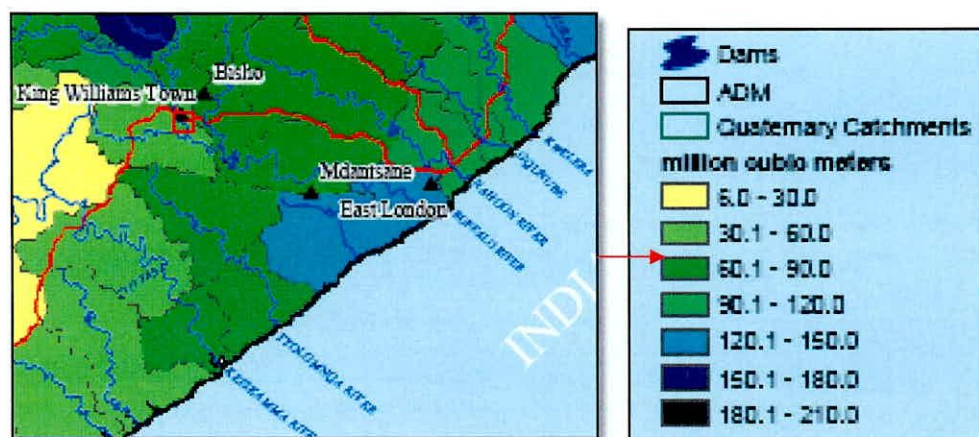 Bisho
King Williams Town
Mdantsane
East London
KWELERA
GQUNUBE
NAHOON RIVER
BUFFALO RIVER
TYOLOMNQA RIVER
KEISKAMMA RIVER
INDI
Dams
ADM
Quaternary Catchments
million cubic meters
6.0 - 30.0
30.1 - 60.0
60.1 - 90.0
90.1 - 120.0
120.1 - 150.0
150.1 - 180.0
180.1 - 210.0